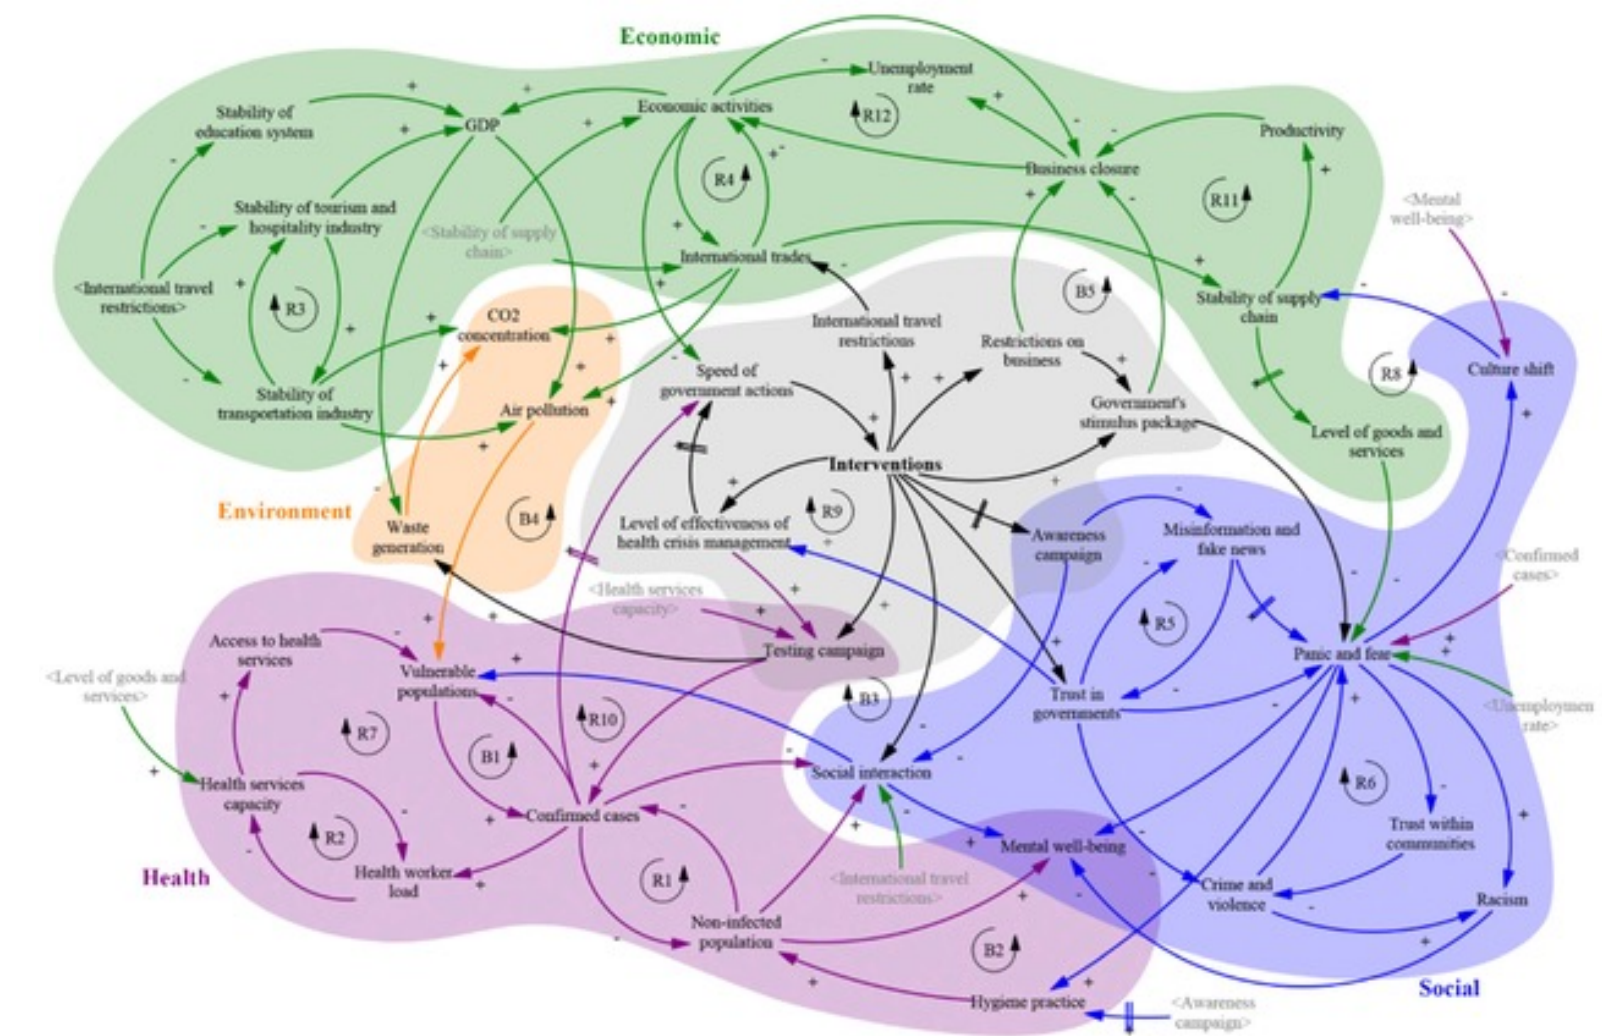 Economic
Unemployment
rate
Stability of
education system
GDP
Economic activities
R12
Productivity
Business closure
R4
R11
<Mental
well-being>
Stability of tourism and
hospitality industry
<Stability of supply
chain>
International trades
<International travel
restrictions>
R3
B5
Stability of supply
chain
CO2
concentration
International travel
restrictions
Restrictions on
business
R8
Culture shift
Speed of
government actions
Stability of
transportation industry
Air pollution
Government's
stimulus package
Level of goods and
services
Interventions
Environment
B4
R9
Waste
generation
Level of effectiveness of
health crisis management
Awareness
campaign
Misinformation and
fake news
<Confirmed
cases>
<Health services
capacity>
R5
Access to health
services
Testing campaign
Panic and fear
<Level of goods and
services>
Vulnerable
populations
B3
Trust in
governments
<Unemploymen
rate>
R7
R10
B1
Health services
capacity
Social interaction
R6
Confirmed cases
R2
Trust within
communities
Mental well-being
Health
Health worker
load
R1
<International travel
restrictions>
Crime and
violence
Racism
Non-infected
population
B2
Social
Hygiene practice
<Awareness
campaign>